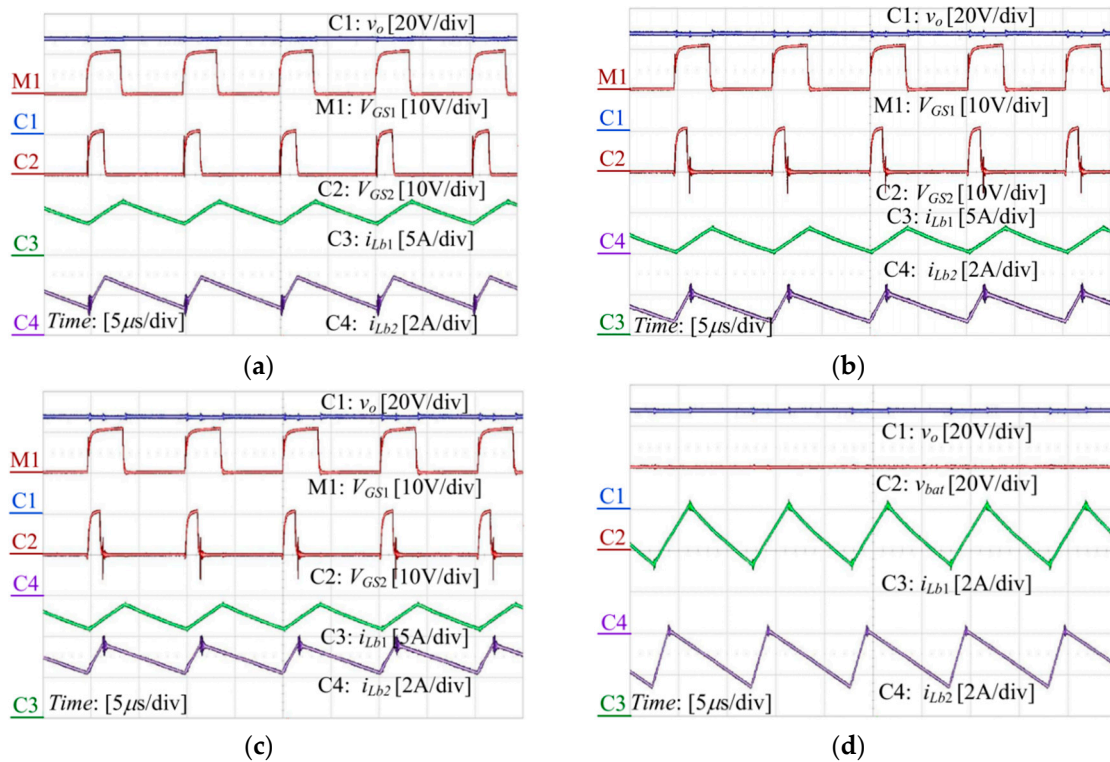 C1: vo [20V/div]
M1
M1: VGS1 [10V/div]
C1
C2
C2: VGS2 [10V/div]
C3
C3: iLb1 [5A/div]
C4
Time: [5μs/div]
C4: iLb2 [2A/div]
(a)
C1: vo [20V/div]
M1
M1: VGS1 [10V/div]
C1
C2
C2: VGS2 [10V/div]
C3: iLb1 [5A/div]
C4
C4: iLb2 [2A/div]
C3
Time: [5μs/div]
(b)
C1: vo [20V/div]
M1
M1: VGS1 [10V/div]
C1
C2
C2: VGS2 [10V/div]
C4
C3: iLb1 [5A/div]
C4: iLb2 [2A/div]
C3
Time: [5μs/div]
(c)
C1: vo [20V/div]
C2: vbat [20V/div]
C1
C2
C3: iLb1 [2A/div]
C4
C4: iLb2 [2A/div]
C3
Time: [5μs/div]
(d)